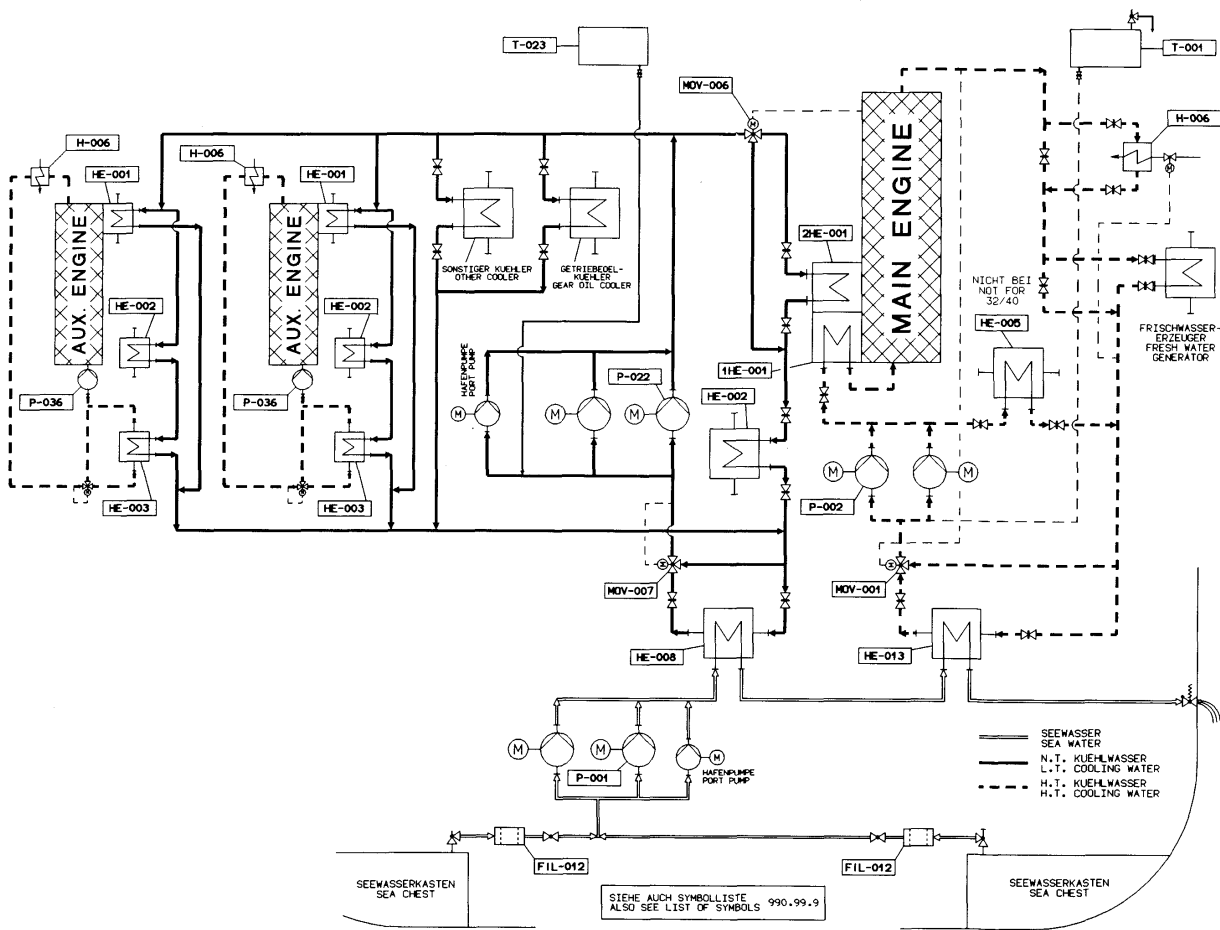 T-023
T-001
MOV-006
M
H-006
H-006
H-006
M
HE-001
HE-001
AUX. ENGINE
AUX. ENGINE
MAIN ENGINE
2HE-001
SONSTIGER KUEHLER
OTHER COOLER
GETRIEBEOEL-
KUEHLER
GEAR OIL COOLER
NICHT BEI
NOT FOR
32/40
HE-005
FRISCHWASSER-
ERZEUGER
FRESH WATER
GENERATOR
HE-002
HE-002
HAFENPUMPE
PORT PUMP
1HE-001
P-022
HE-002
P-036
P-036
M
M
M
M
M
M
P-002
HE-003
HE-003
MOV-007
MOV-001
HE-008
HE-013
M
M
M
P-001
HAFENPUMPE
PORT PUMP
SEEWASSER
SEA WATER
N.T. KUEHLWASSER
L.T. COOLING WATER
H.T. KUEHLWASSER
H.T. COOLING WATER
FIL-012
FIL-012
SEEWASSERKASTEN
SEA CHEST
SIEHE AUCH SYMBOLLISTE
ALSO SEE LIST OF SYMBOLS 990.99.9
SEEWASSERKASTEN
SEA CHEST